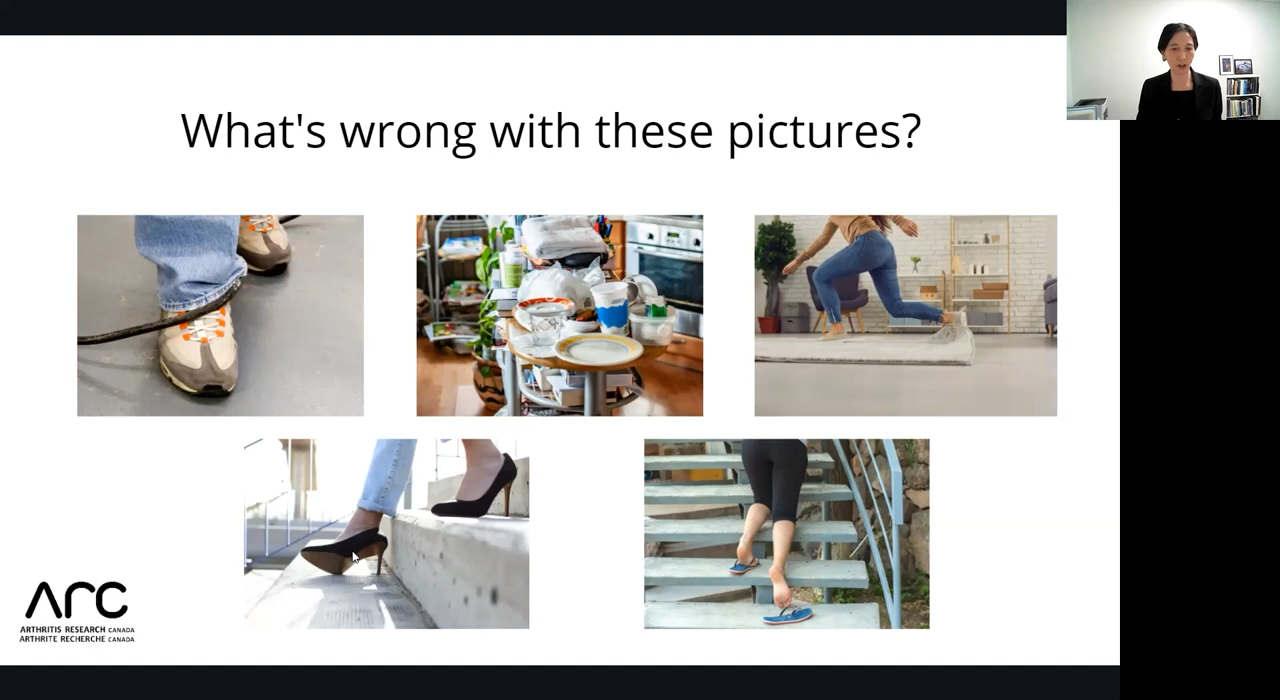 What's wrong with these pictures?
ARC
ARTHRITIS RESEARCH CANADA
ARTHRITE RECHERCHE CANADA